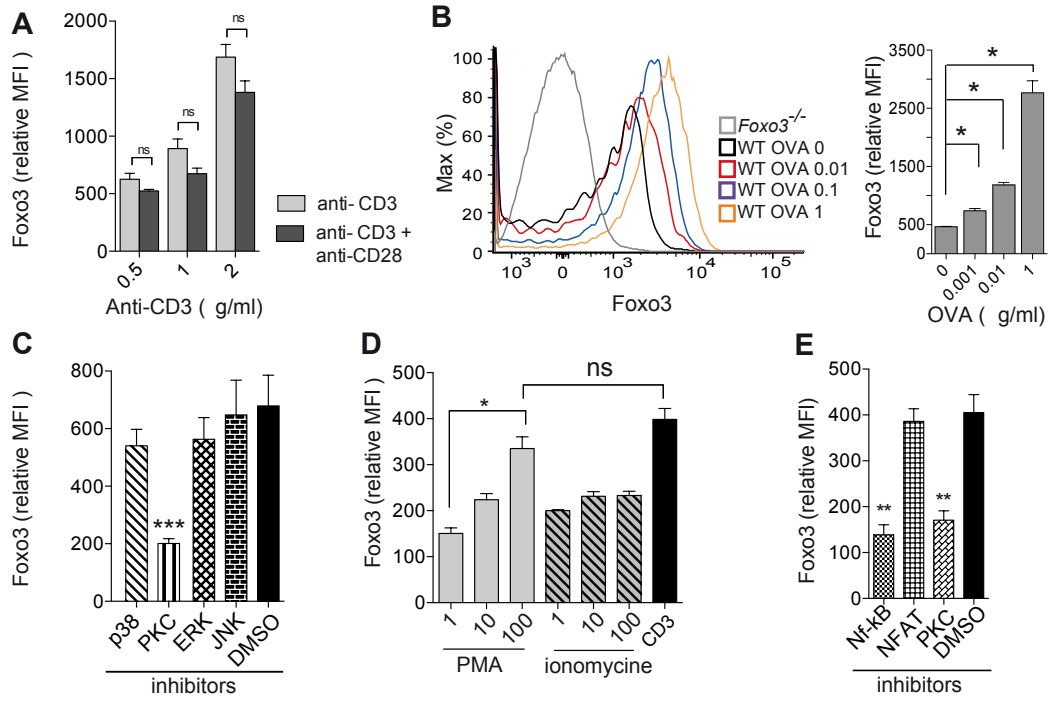 A
Foxo3 (relative MFI )
2000
1500
1000
500
0
ns
ns
ns
0.5
1
2
Anti-CD3 ( g/ml)
anti- CD3
anti- CD3 +
anti-CD28
B
Max (%)
100
80
60
40
20
0
10³
0
10³
10⁴
10⁵
Foxo3
Foxo3⁻/⁻
WT OVA 0
WT OVA 0.01
WT OVA 0.1
WT OVA 1
Foxo3 (relative MFI )
3500
2750
2000
1250
500
0
*
*
*
0
0.001
0.01
1
OVA ( g/ml)
C
Foxo3 (relative MFI )
800
600
400
200
0
***
p38
PKC
ERK
JNK
DMSO
inhibitors
D
Foxo3 (relative MFI )
500
400
300
200
100
0
*
ns
1
10
100
1
10
100
CD3
PMA
ionomycine
E
Foxo3 (relative MFI )
500
400
300
200
100
0
**
**
Nf-kB
NFAT
PKC
DMSO
inhibitors